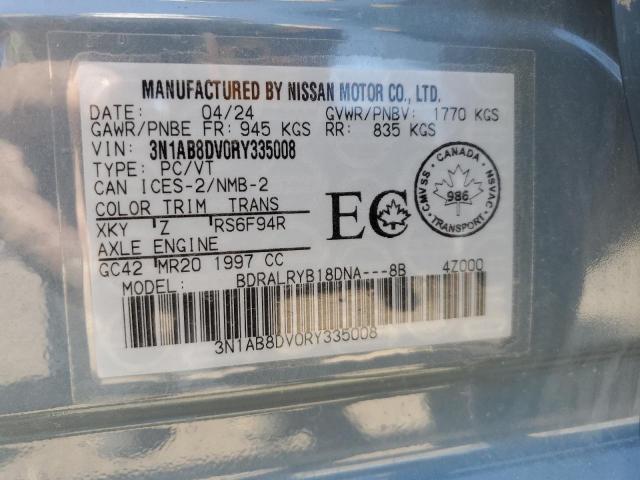 MANUFACTURED BY NISSAN MOTOR CO., LTD.
DATE: 04/24 GVWR/PNBV: 1770 KGS
GAWR/PNBE FR: 945 KGS RR: 835 KGS
VIN: 3N1AB8DV0RY335008
TYPE: PC/VT
CAN ICES-2/NMB-2
COLOR TRIM TRANS
XKY Z RS6F94R
AXLE ENGINE
GC42 MR20 1997 CC
MODEL: BDRALRYB18DNA---8B 4Z000
3N1AB8DV0RY335008
EC
CANADA
CMVSS NSVAC
986
TRANSPORT